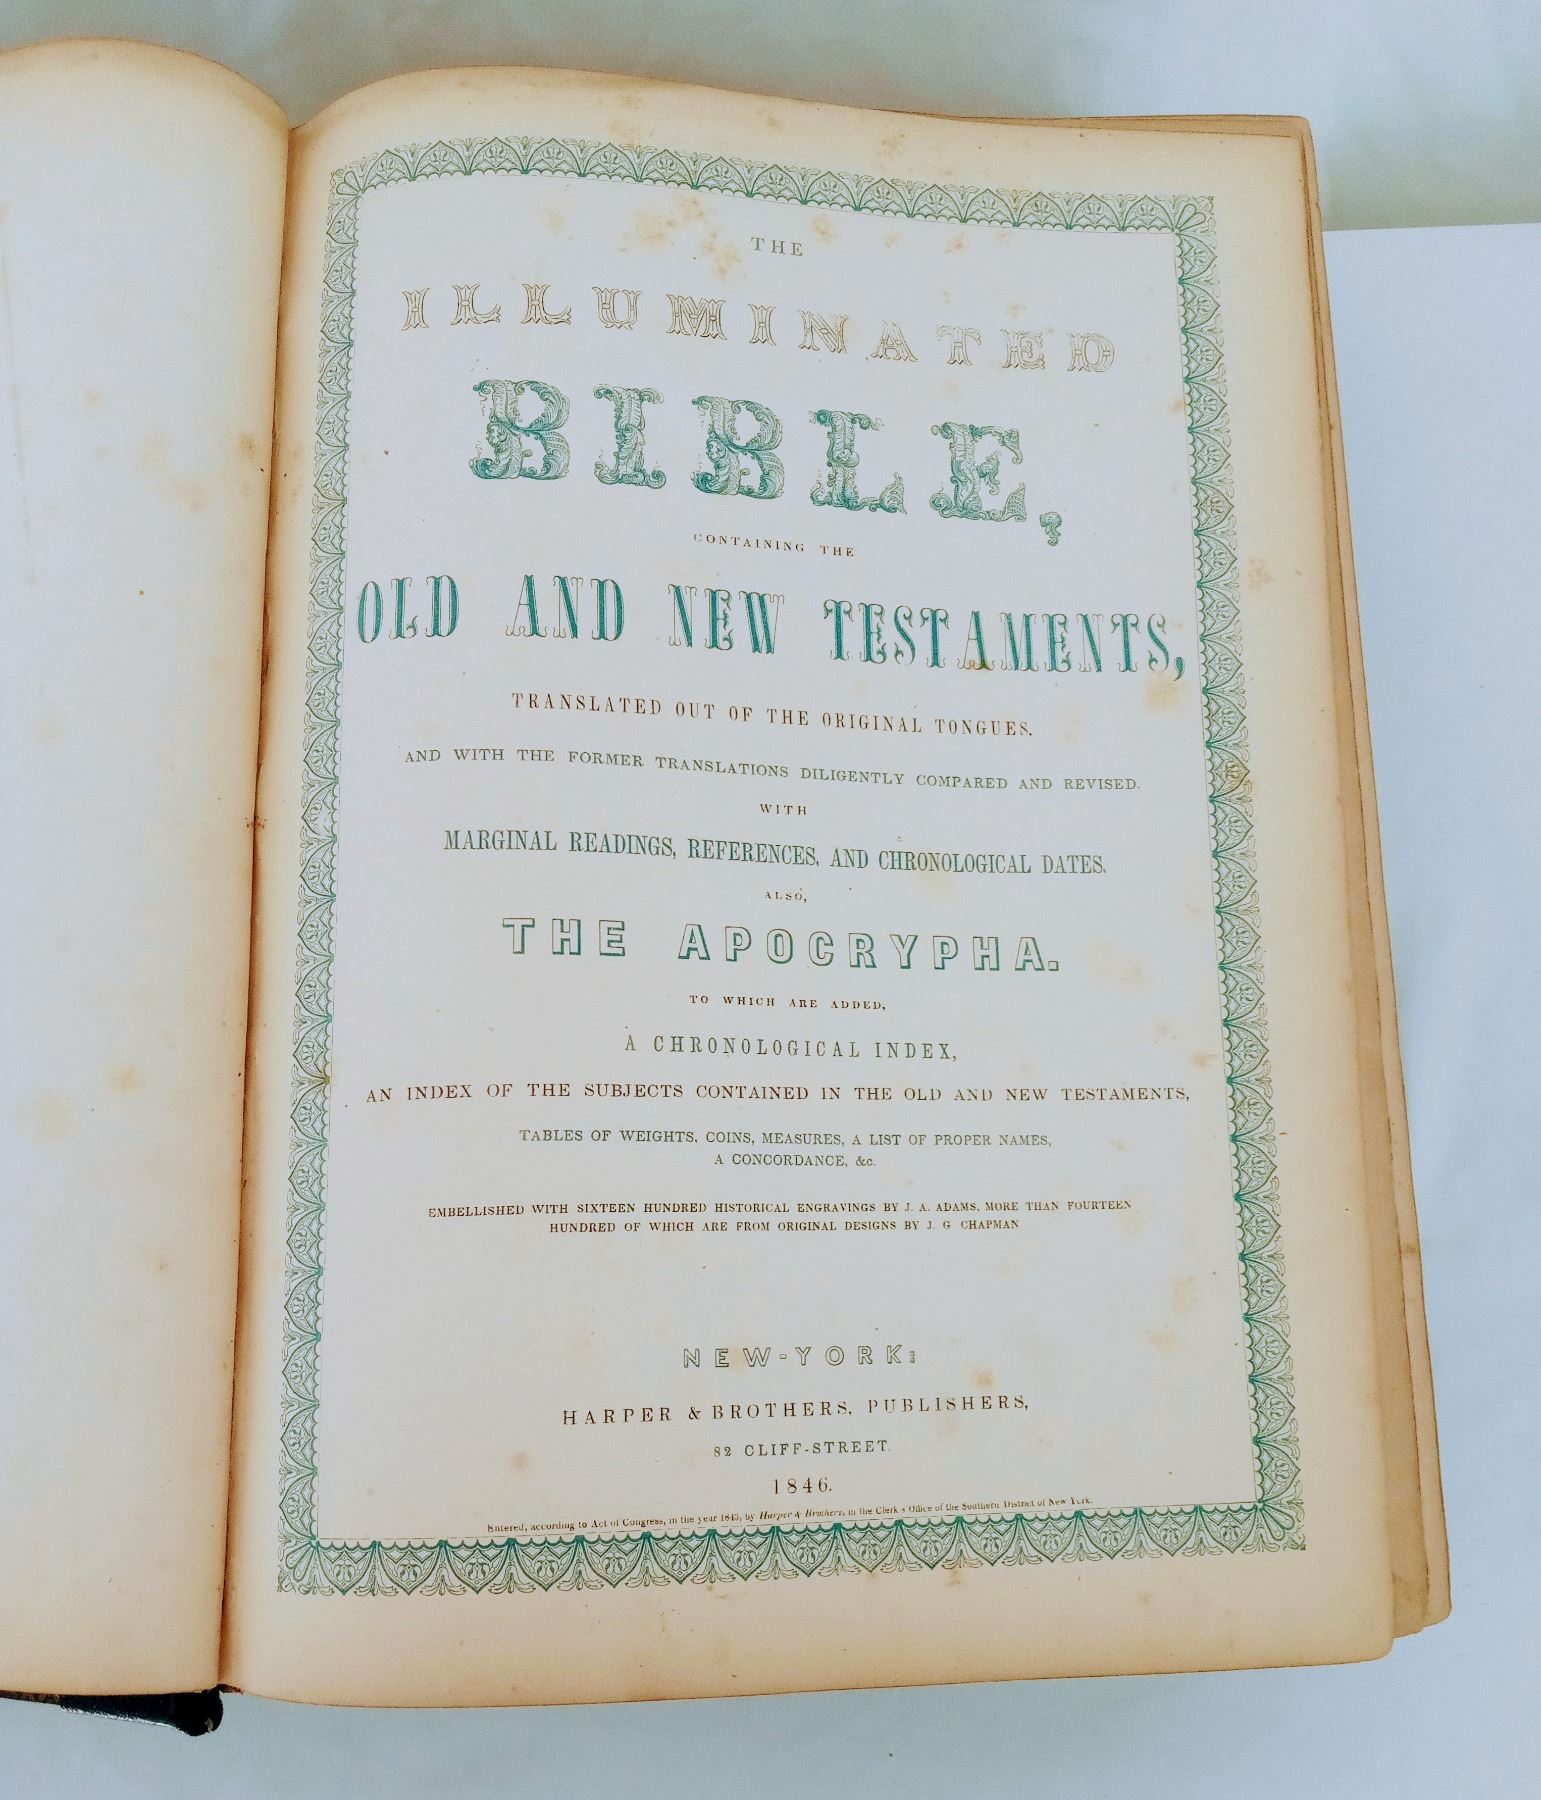 THE
ILLUMINATED
BIBLE,
CONTAINING THE
OLD AND NEW TESTAMENTS,
TRANSLATED OUT OF THE ORIGINAL TONGUES.
AND WITH THE FORMER TRANSLATIONS DILIGENTLY COMPARED AND REVISED.
WITH
MARGINAL READINGS, REFERENCES, AND CHRONOLOGICAL DATES.
ALSO,
THE APOCRYPHA.
TO WHICH ARE ADDED,
A CHRONOLOGICAL INDEX,
AN INDEX OF THE SUBJECTS CONTAINED IN THE OLD AND NEW TESTAMENTS,
TABLES OF WEIGHTS, COINS, MEASURES, A LIST OF PROPER NAMES,
A CONCORDANCE, &c.
EMBELLISHED WITH SIXTEEN HUNDRED HISTORICAL ENGRAVINGS BY J. A. ADAMS, MORE THAN FOURTEEN
HUNDRED OF WHICH ARE FROM ORIGINAL DESIGNS BY J. G CHAPMAN
NEW-YORK:
HARPER & BROTHERS, PUBLISHERS,
82 CLIFF-STREET.
1846.
Entered, according to Act of Congress, in the year 1843, by Harper & Brothers, in the Clerk s Office of the Southern District of New York.